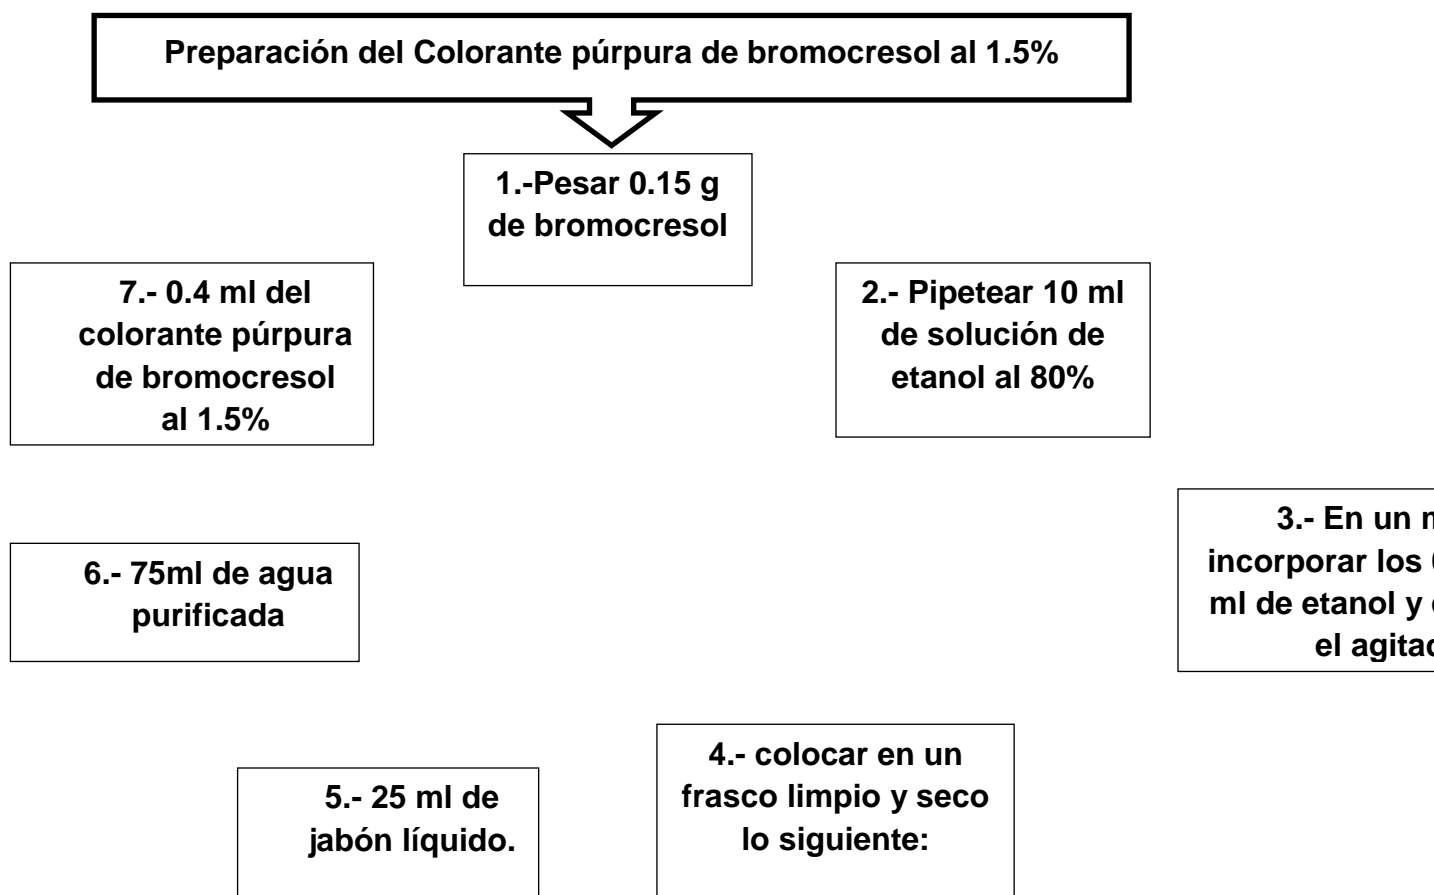 Preparación del Colorante púrpura de bromocresol al 1.5%
1.-Pesar 0.15 g
de bromocresol
2.- Pipetear 10 ml
de solución de
etanol al 80%
3.- En un
incorporar los
ml de etanol y
el
4.- colocar en un
frasco limpio y seco
lo siguiente:
5.- 25 ml de
jabón líquido.
6.- 75ml de agua
purificada
7.- 0.4 ml del
colorante púrpura
de bromocresol
al 1.5%